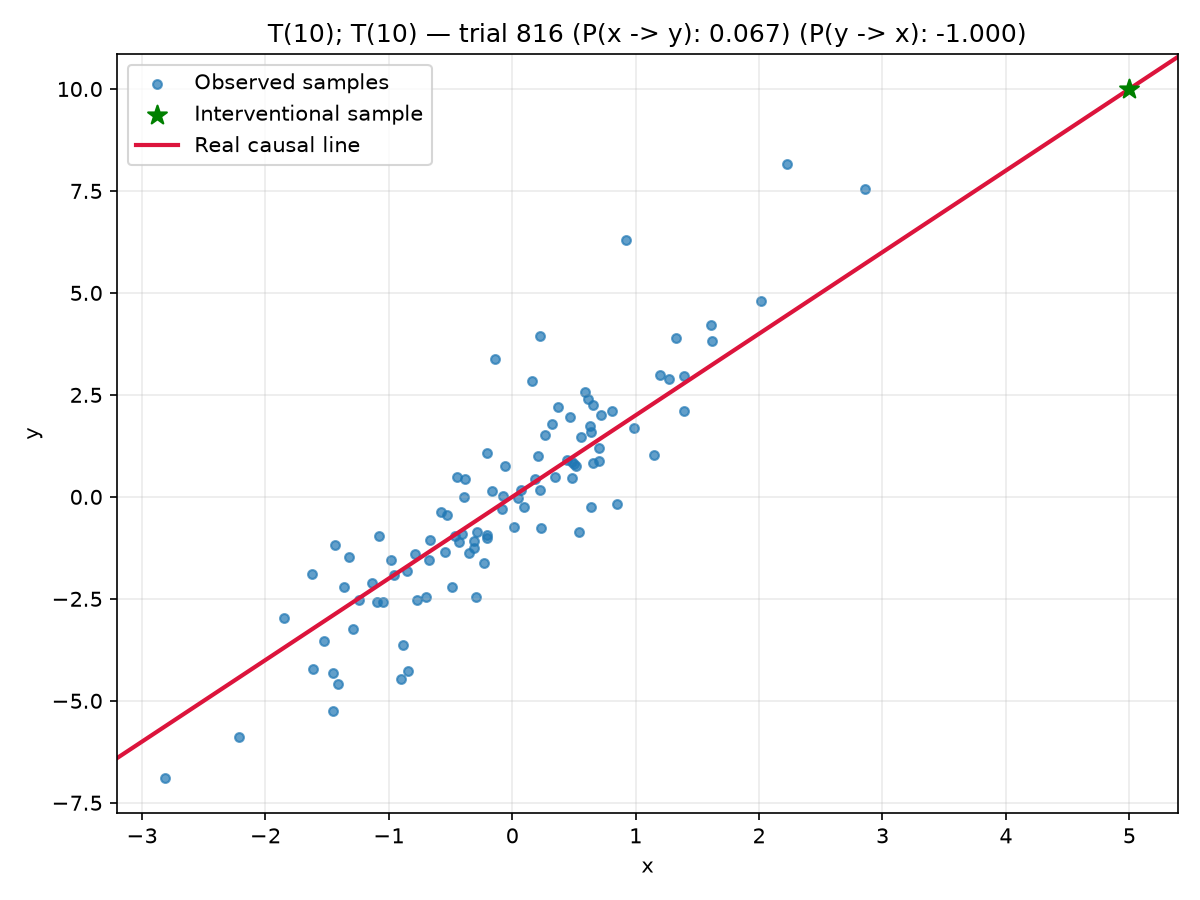 T(10); T(10) — trial 816 (P(x -> y): 0.067) (P(y -> x): -1.000)
Observed samples
Interventional sample
Real causal line
10.0
7.5
5.0
2.5
0.0
−2.5
−5.0
−7.5
y
−3 −2 −1 0 1 2 3 4 5
x